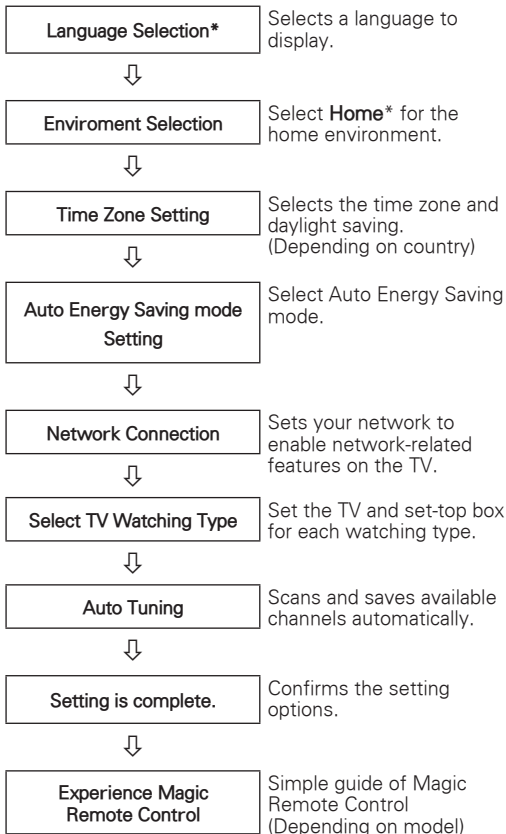 Language Selection*
Selects a language to
display.
Enviroment Selection
Select Home* for the
home environment.
Time Zone Setting
Selects the time zone and
daylight saving.
(Depending on country)
Auto Energy Saving mode
Setting
Select Auto Energy Saving
mode.
Network Connection
Sets your network to
enable network-related
features on the TV.
Select TV Watching Type
Set the TV and set-top box
for each watching type.
Auto Tuning
Scans and saves available
channels automatically.
Setting is complete.
Confirms the setting
options.
Experience Magic
Remote Control
Simple guide of Magic
Remote Control
(Depending on model)